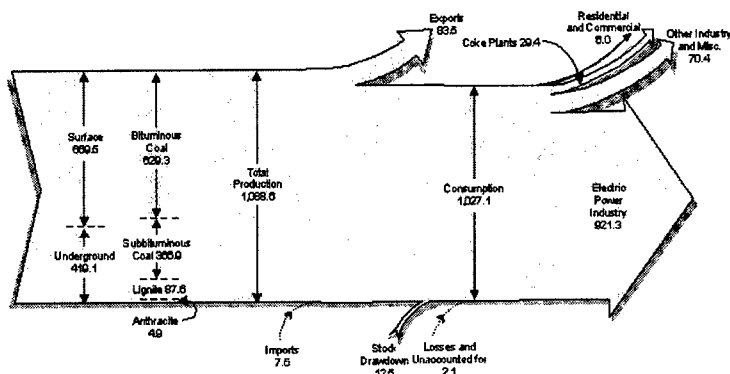 Exports
83.5
Residential
and Commercial
6.0
Coke Plants 29.4
Other Industry
and Misc.
70.4
Surface
669.5
Bituminous
Coal
629.3
Total
Production
1,088.6
Consumption
1,027.1
Electric
Power
Industry
921.3
Underground
419.1
Subbituminous
Coal 366.9
Lignite 87.6
Anthracite
4.9
Imports
7.5
Stock
Drawdown
Losses and
Unaccounted for
2.1